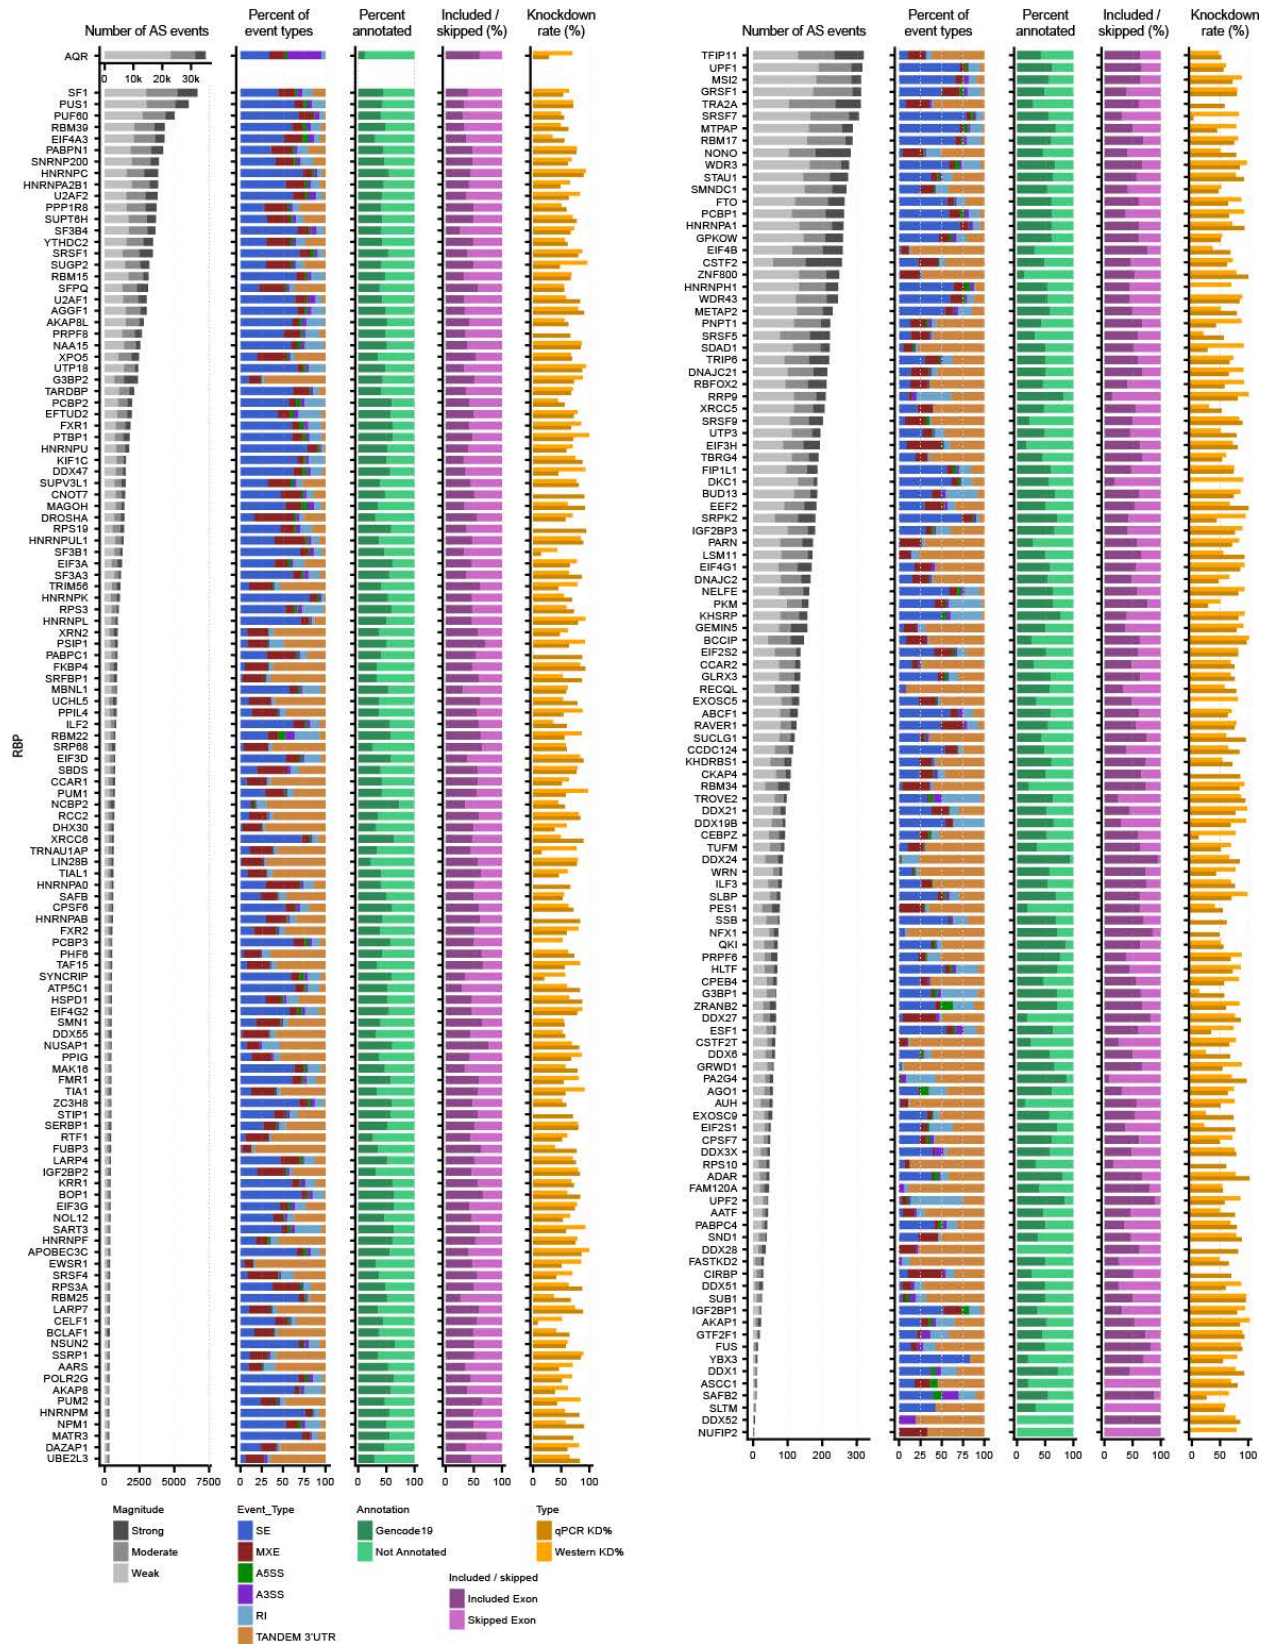 Number of AS events
Percent of
event types
Percent
annotated
Included /
skipped (%)
Knockdown
rate (%)
AQR
0 10k 30k
SF1
PUS1
PUF60
RBM39
EIF4A3
PABPN1
SNRNP200
HNRNPC
HNRNPA2B1
U2AF2
PPP1R8
SUPT6H
SF3B4
YTHDC2
SRSF1
SUGP2
RBM15
SFPQ
U2AF1
AGGF1
AKAP8L
PRPF8
NAA15
XPO5
UTP18
G3BP2
TARDBP
PCBP2
EFTUD2
FXR1
PTBP1
HNRNPU
KIF1C
DDX47
SUPV3L1
CNOT7
MAGOH
DROSHA
RPS19
HNRNPUL1
SF3B1
EIF3A
SF3A3
TRIM56
HNRNPK
RPS3
HNRNPL
XRN2
PSIP1
PABPC1
FKBP4
SRFBP1
MBNL1
UCHL5
PPIL4
ILF2
RBM22
SRP68
EIF3D
SBDS
CCAR1
PUM1
NCBP2
RCC2
DHX30
XRCC6
TRNAU1AP
LIN28B
TIAL1
HNRNPA0
SAFB
CPSF6
HNRNPAB
FXR2
PCBP3
PHF6
TAF15
SYNCRIP
ATP5C1
HSPD1
EIF4G2
SMN1
DDX55
NUSAP1
PPIG
MAK16
FMR1
TIA1
ZC3H8
STIP1
SERBP1
RTF1
FUBP3
LARP4
IGF2BP2
KRR1
BOP1
EIF3G
NOL12
SART3
HNRNPF
APOBEC3C
EWSR1
SRSF4
RPS3A
RBM25
LARP7
CELF1
BCLAF1
NSUN2
SSRP1
AARS
POLR2G
AKAP8
PUM2
HNRNPM
NPM1
MATR3
DAZAP1
UBE2L3
RBP
0 2500 5000 7500
0 25 50 75 100
0 50 100
0 50 100
0 50 100
Number of AS events
Percent of
event types
Percent
annotated
Included /
skipped (%)
Knockdown
rate (%)
TFIP11
UPF1
MSI2
GRSF1
TRA2A
SRSF7
MTPAP
RBM17
NONO
WDR3
STAU1
SMNDC1
FTO
PCBP1
HNRNPA1
GPKOW
EIF4B
CSTF2
ZNF800
HNRNPH1
WDR43
METAP2
PNPT1
SRSF5
SDAD1
TRIP6
DNAJC21
RBFOX2
RRP9
XRCC5
SRSF9
UTP3
EIF3H
TBRG4
FIP1L1
DKC1
BUD13
EEF2
SRPK2
IGF2BP3
PARN
LSM11
EIF4G1
DNAJC2
NELFE
PKM
KHSRP
GEMIN5
BCCIP
EIF2S2
CCAR2
GLRX3
RECQL
EXOSC5
ABCF1
RAVER1
SUCLG1
CCDC124
KHDRBS1
CKAP4
RBM34
TROVE2
DDX21
DDX19B
CEBPZ
TUFM
DDX24
WRN
ILF3
SLBP
PES1
SSB
NFX1
QKI
PRPF6
HLTF
CPEB4
G3BP1
ZRANB2
DDX27
ESF1
CSTF2T
DDX6
GRWD1
PA2G4
AGO1
AUH
EXOSC9
EIF2S1
CPSF7
DDX3X
RPS10
ADAR
FAM120A
UPF2
AATF
PABPC4
SND1
DDX28
FASTKD2
CIRBP
DDX51
SUB1
IGF2BP1
AKAP1
GTF2F1
FUS
YBX3
DDX1
ASCC1
SAFB2
SLTM
DDX52
NUFIP2
0 100 200 300
0 25 50 75 100
0 50 100
0 50 100
0 50 100
Magnitude
Strong
Moderate
Weak
Event_Type
SE
MXE
A5SS
A3SS
RI
TANDEM 3'UTR
Annotation
Gencode19
Not Annotated
Included / skipped
Included Exon
Skipped Exon
Type
qPCR KD%
Western KD%